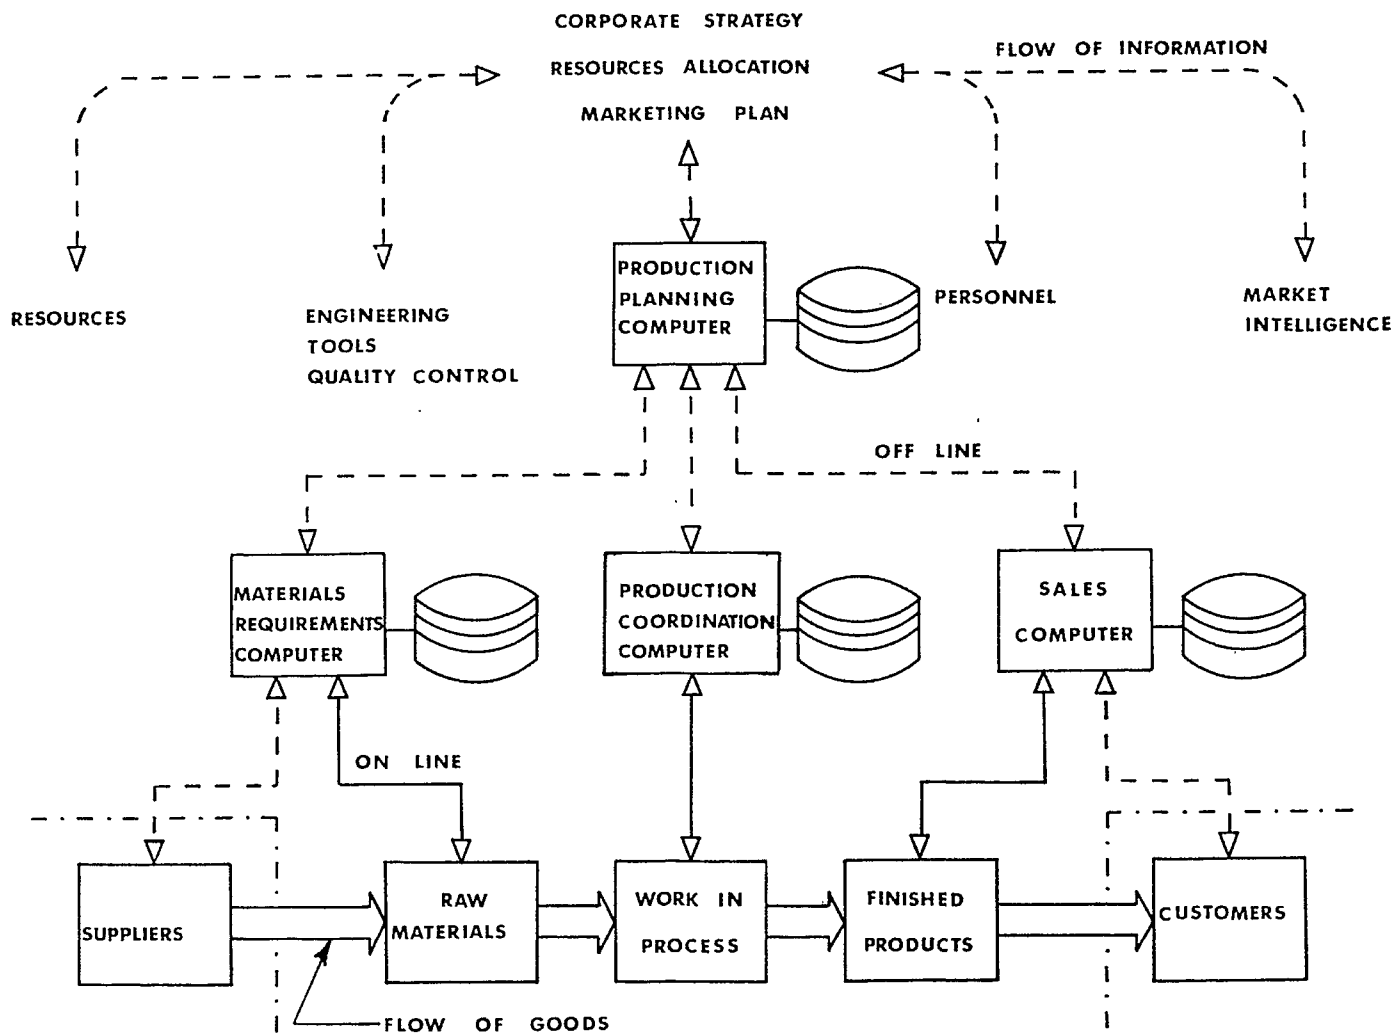 CORPORATE STRATEGY
RESOURCES ALLOCATION
MARKETING PLAN
FLOW OF INFORMATION
RESOURCES
ENGINEERING
TOOLS
QUALITY CONTROL
PRODUCTION
PLANNING
COMPUTER
PERSONNEL
MARKET
INTELLIGENCE
OFF LINE
MATERIALS
REQUIREMENTS
COMPUTER
PRODUCTION
COORDINATION
COMPUTER
SALES
COMPUTER
ON LINE
SUPPLIERS
RAW
MATERIALS
WORK IN
PROCESS
FINISHED
PRODUCTS
CUSTOMERS
FLOW OF GOODS